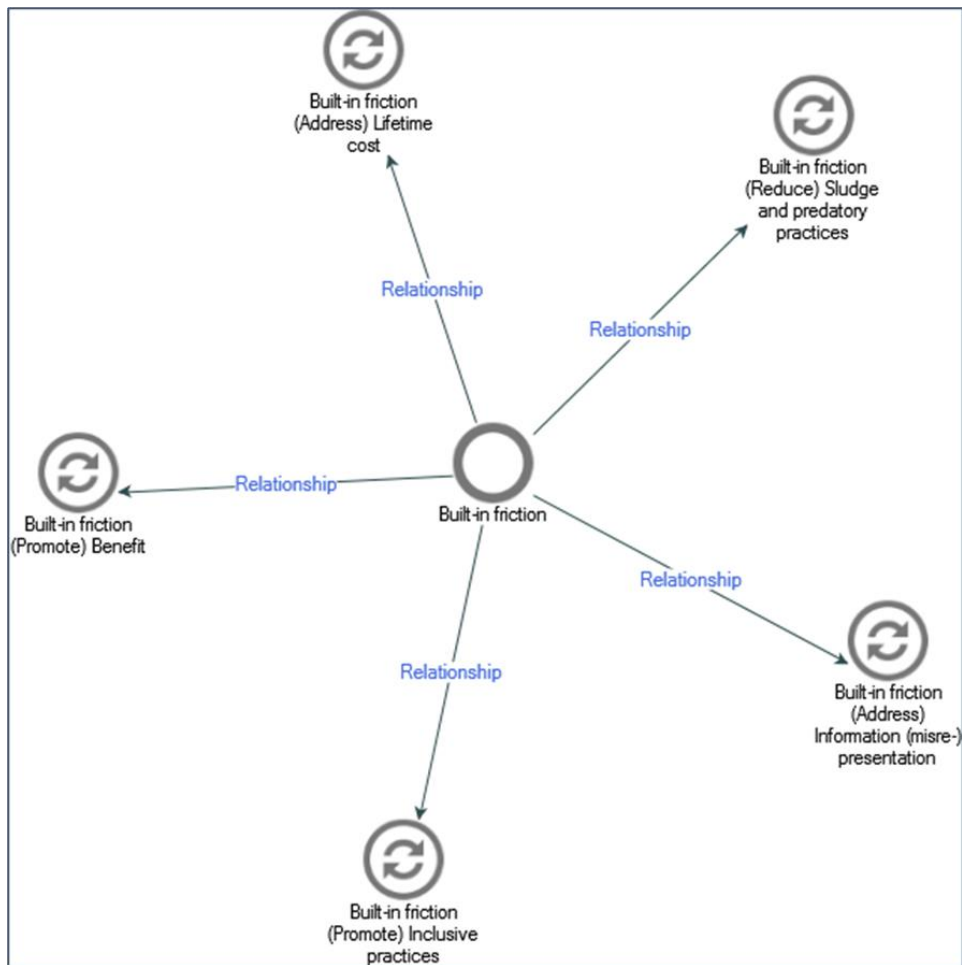 Built-in friction
(Address) Lifetime
cost
Built-in friction
(Reduce) Sludge
and predatory
practices
Relationship
Relationship
Relationship
Built-in friction
Built-in friction
(Promote) Benefit
Relationship
Relationship
Built-in friction
(Address)
Information (misre-)
presentation
Built-in friction
(Promote) Inclusive
practices